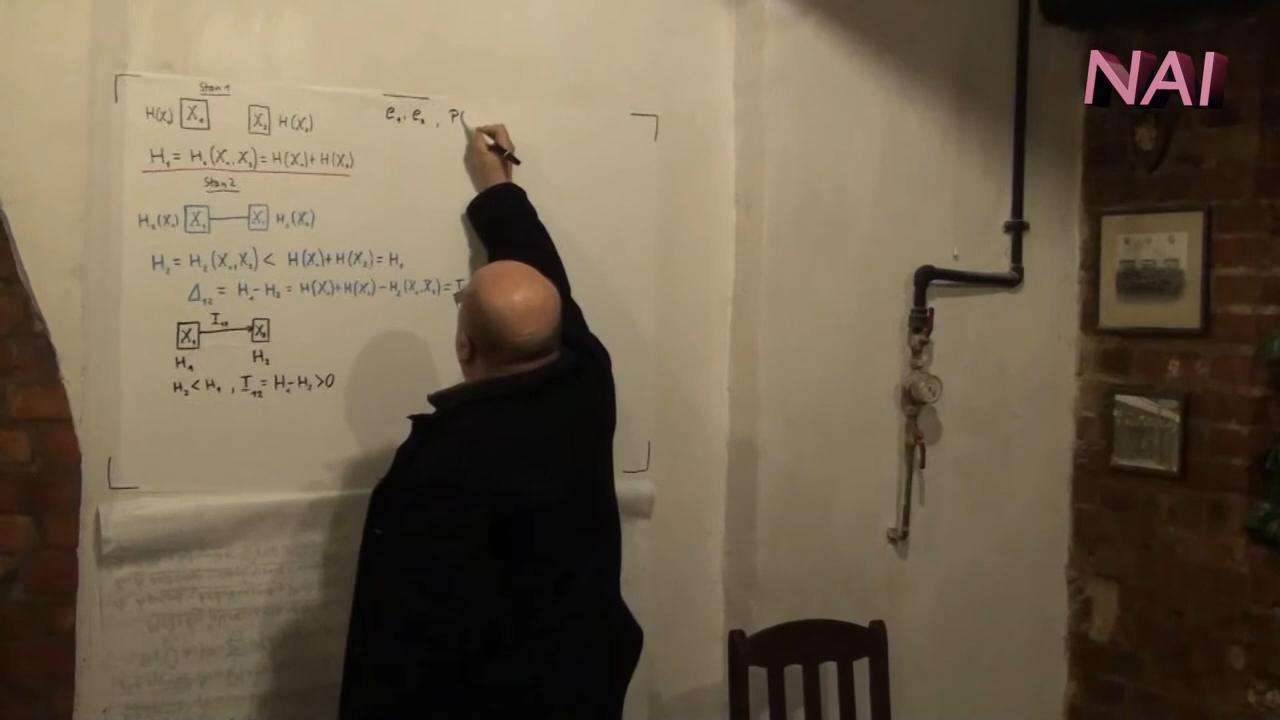 Stan 1
H(X₁) X₁ X₂ H(X₂)
H₁ = H₁(X₁, X₂) = H(X₁) + H(X₂)
Stan 2
H₂(X₁) X₁ X₂ H₂(X₂)
H₂ = H₂(X₁, X₂) < H(X₁) + H(X₂) = H₁
Δ₁₂ = H₁ − H₂ = H(X₁) + H(X₂) − H₂(X₁, X₂) = I
I₁₂
X₁ X₂
H₁ H₂
H₂ < H₁ , I₁₂ = H₁ − H₂ > 0
e₁, e₂ , P(
NAI